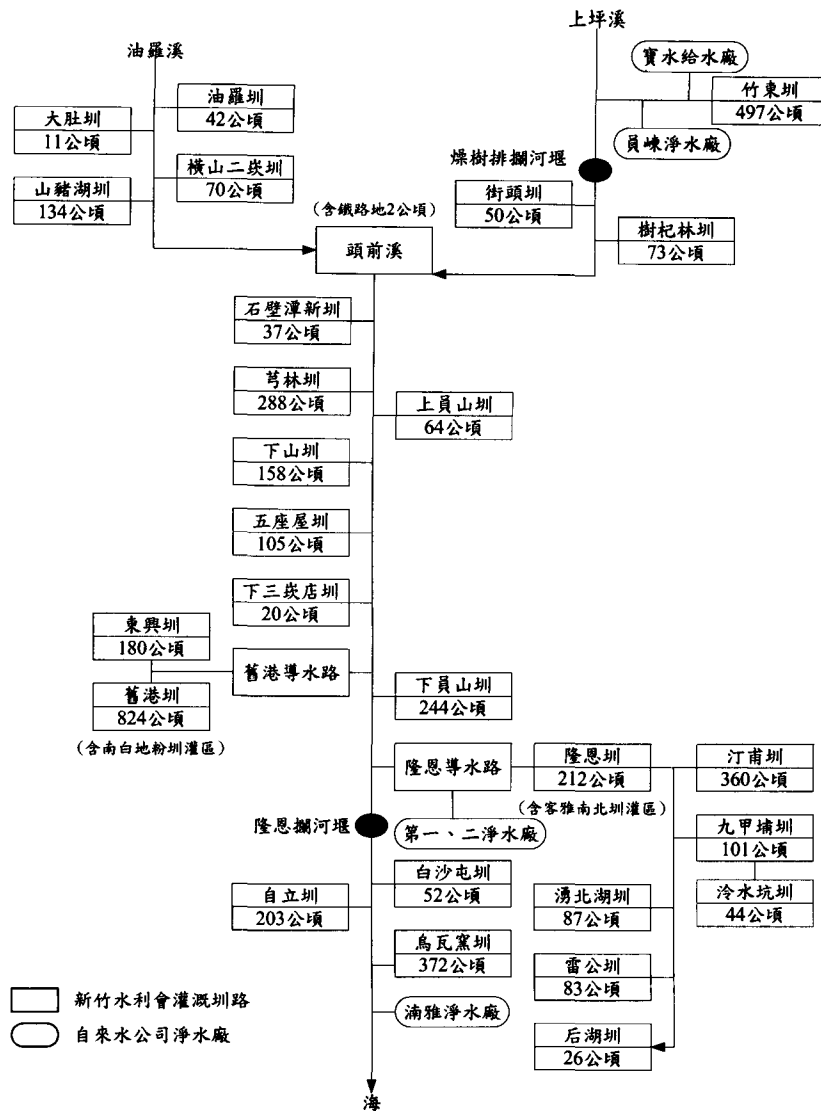 上坪溪
油羅溪
寶水給水廠
油羅圳
42公頃
竹東圳
497公頃
大肚圳
11公頃
員崠淨水廠
橫山二崁圳
70公頃
燥樹排攔河堰
山豬湖圳
134公頃
街頭圳
50公頃
(含鐵路地2公頃)
頭前溪
樹杞林圳
73公頃
石壁潭新圳
37公頃
芎林圳
288公頃
上員山圳
64公頃
下山圳
158公頃
五座屋圳
105公頃
下三崁店圳
20公頃
東興圳
180公頃
舊港導水路
舊港圳
824公頃
(含南白地粉圳灌區)
下員山圳
244公頃
隆恩導水路
隆恩圳
212公頃
(含客雅南北圳灌區)
汀甫圳
360公頃
隆恩攔河堰
第一、二淨水廠
九甲埔圳
101公頃
白沙屯圳
52公頃
自立圳
203公頃
湧北湖圳
87公頃
泠水坑圳
44公頃
烏瓦窯圳
372公頃
雷公圳
83公頃
新竹水利會灌溉圳路
湳雅淨水廠
自來水公司淨水廠
后湖圳
26公頃
海